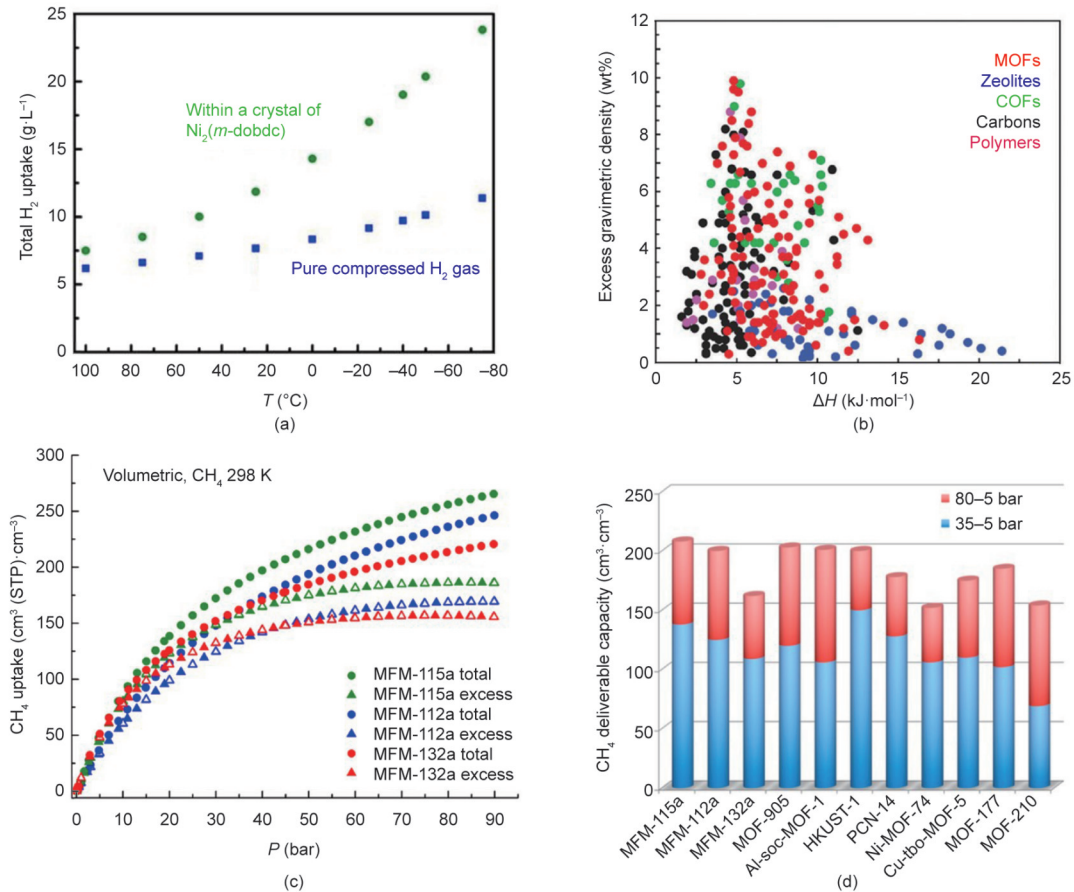 25
20
15
10
5
0
Total H2 uptake (g·L−1)
Within a crystal of
Ni2(m-dobdc)
Pure compressed H2 gas
100 80 60 40 20 0 −20 −40 −60 −80
T (°C)
(a)
12
10
8
6
4
2
0
Excess gravimetric density (wt%)
MOFs
Zeolites
COFs
Carbons
Polymers
0 5 10 15 20 25
ΔH (kJ·mol−1)
(b)
300
250
200
150
100
50
0
CH4 uptake (cm3 (STP)·cm−3)
Volumetric, CH4 298 K
MFM-115a total
MFM-115a excess
MFM-112a total
MFM-112a excess
MFM-132a total
MFM-132a excess
0 10 20 30 40 50 60 70 80 90
P (bar)
(c)
250
200
150
100
50
0
CH4 deliverable capacity (cm3·cm−3)
80–5 bar
35–5 bar
MFM-115a
MFM-112a
MFM-132a
MOF-905
Al-soc-MOF-1
HKUST-1
PCN-14
Ni-MOF-74
Cu-tbo-MOF-5
MOF-177
MOF-210
(d)